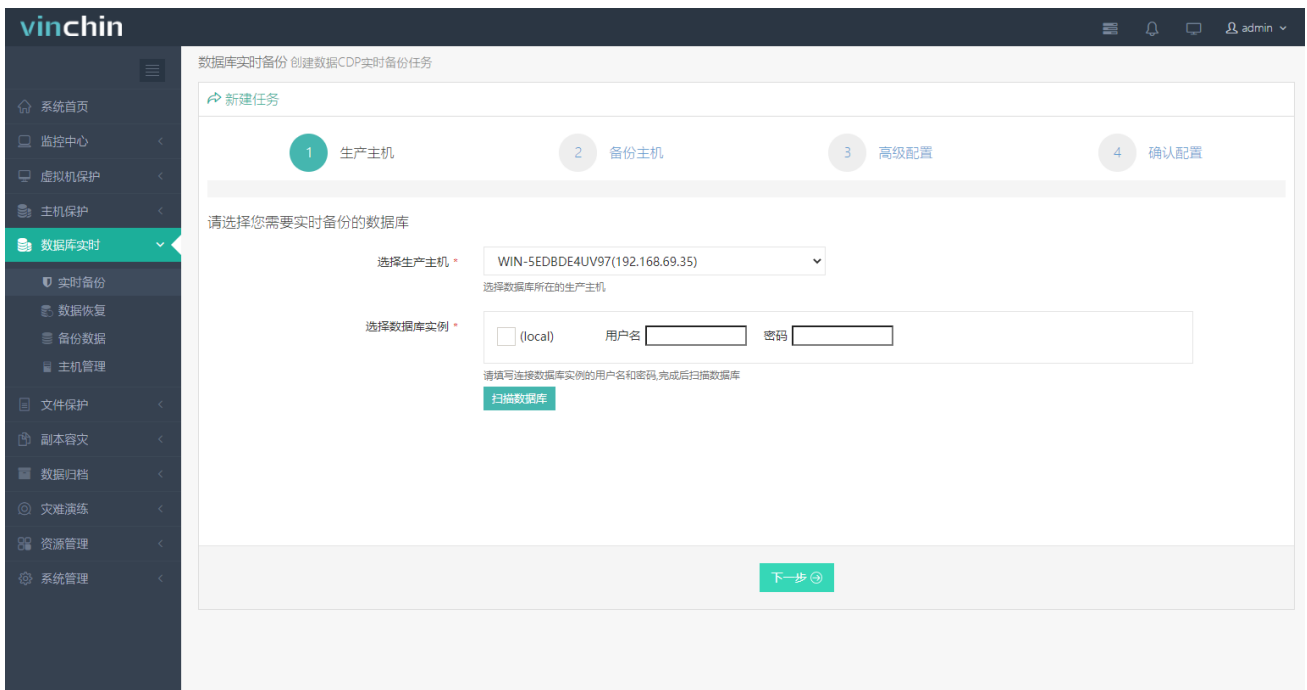 vinchin
admin
数据库实时备份 创建数据CDP实时备份任务
系统首页
监控中心
虚拟机保护
主机保护
数据库实时
实时备份
数据恢复
备份数据
主机管理
文件保护
副本容灾
数据归档
灾难演练
资源管理
系统管理
新建任务
1 生产主机 2 备份主机 3 高级配置 4 确认配置
请选择您需要实时备份的数据库
选择生产主机 * WIN-5EDBDE4UV97(192.168.69.35)
选择数据库所在的生产主机
选择数据库实例 * (local) 用户名 密码
请填写连接数据库实例的用户名和密码,完成后扫描数据库
扫描数据库
下一步